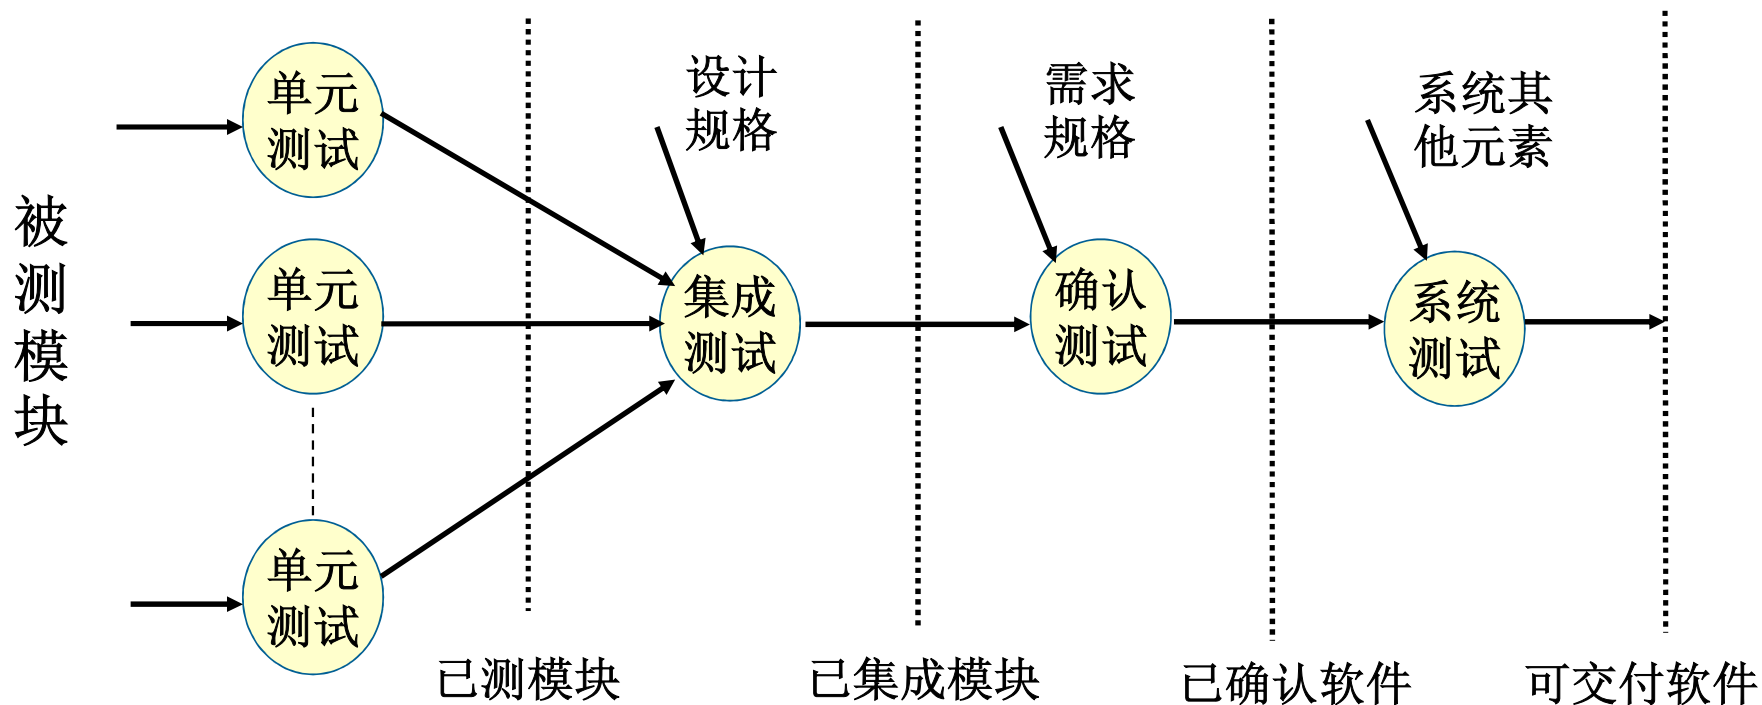 被
测
模
块
单元
测试
单元
测试
单元
测试
设计
规格
集成
测试
需求
规格
确认
测试
系统其
他元素
系统
测试
已测模块
已集成模块
已确认软件
可交付软件